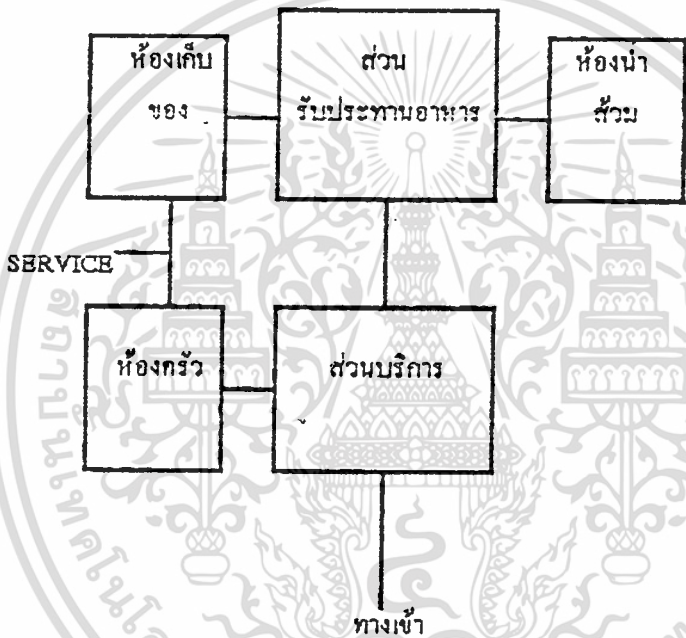 ห้องเก็บ
ของ
ส่วน
รับประทานอาหาร
ห้องน้ำ
ส้วม
SERVICE
ห้องครัว
ส่วนบริการ
ทางเข้า